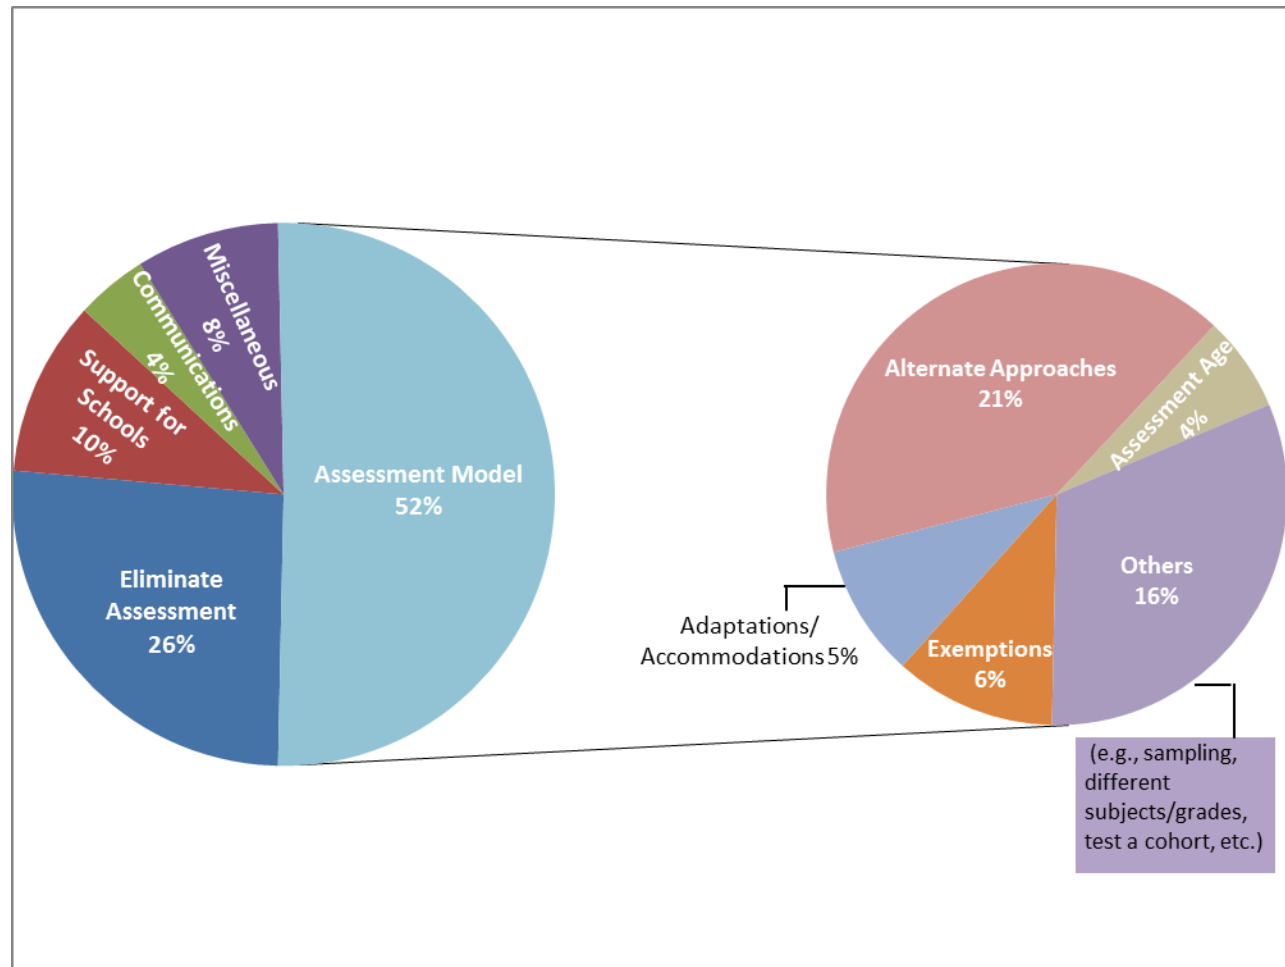 Miscellaneous
8%
Communications
4%
Support for
Schools
10%
Assessment Model
52%
Eliminate
Assessment
26%
Alternate Approaches
21%
Assessment Age
4%
Others
16%
Adaptations/
Accommodations 5%
Exemptions
6%
(e.g., sampling,
different
subjects/grades,
test a cohort, etc.)